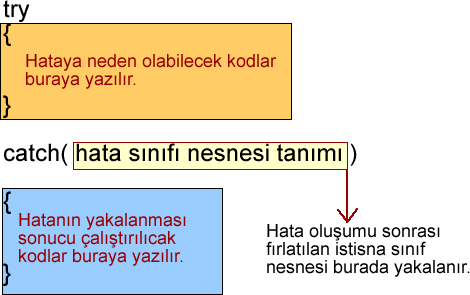 try
{
Hataya neden olabilecek kodlar
buraya yazılır.
}
catch( hata sınıfı nesnesi tanımı )
{
Hatanın yakalanması
sonucu çalıştırılıcak
kodlar buraya yazılır.
}
Hata oluşumu sonrası
fırlatılan istisna sınıf
nesnesi burada yakalanır.